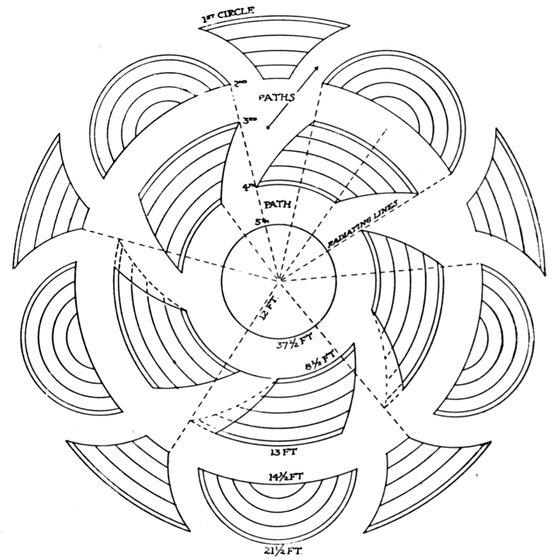 1ST CIRCLE
2ND
PATHS
3RD
4TH
PATH
5TH
RADIATING LINES
12 FT
37½ FT
8½ FT
13 FT
14½ FT
21½ FT